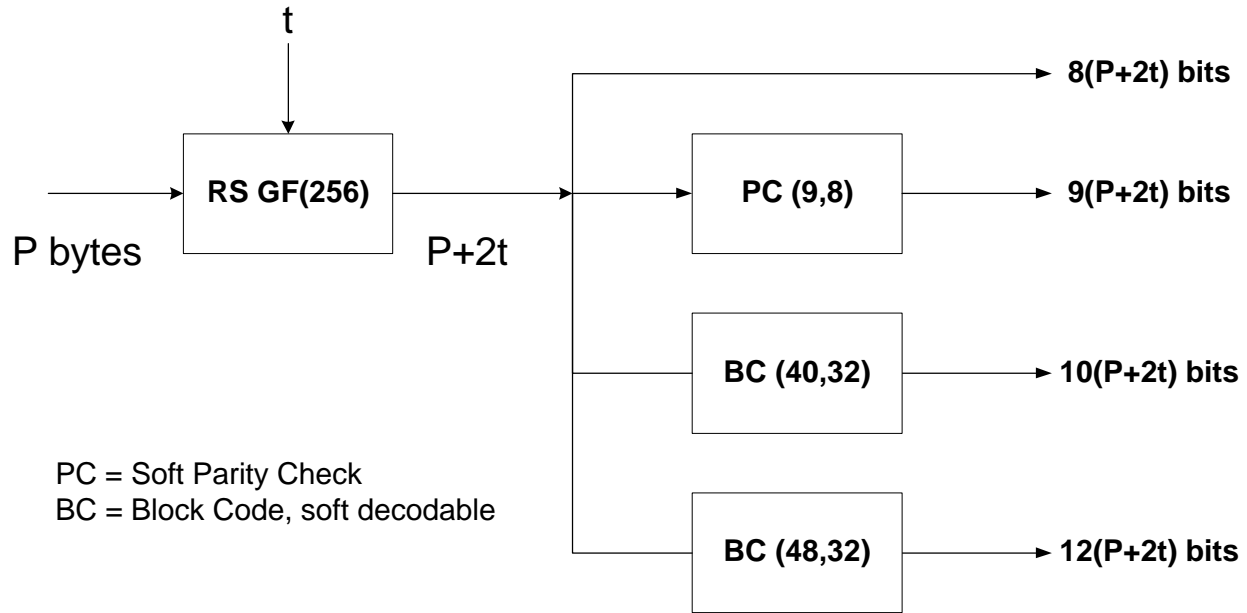 t
8(P+2t) bits
RS GF(256)
PC (9,8)
9(P+2t) bits
P bytes
P+2t
BC (40,32)
10(P+2t) bits
PC = Soft Parity Check
BC = Block Code, soft decodable
BC (48,32)
12(P+2t) bits